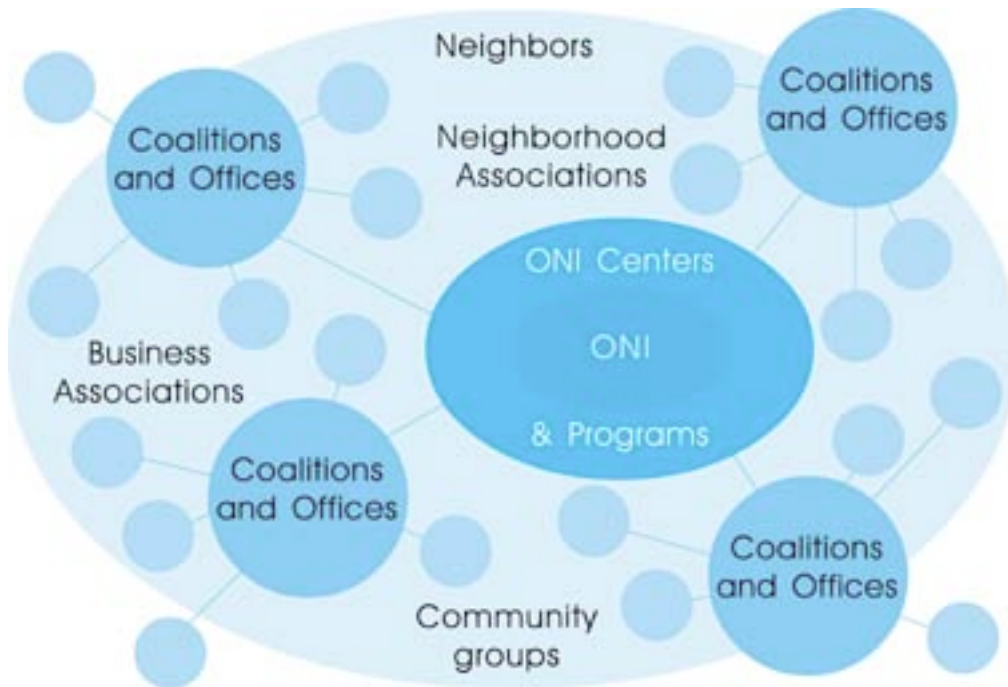 Neighbors
Coalitions
and Offices
Coalitions
and Offices
Neighborhood
Associations
ONI Centers
ONI
& Programs
Business
Associations
Coalitions
and Offices
Coalitions
and Offices
Community
groups